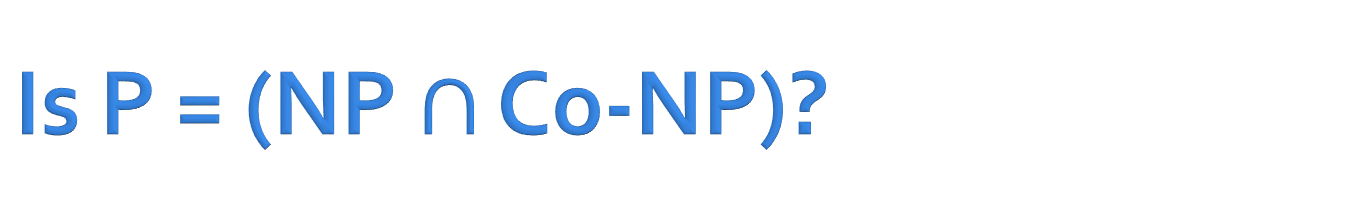 Is P = (NP ∩ Co-NP)?